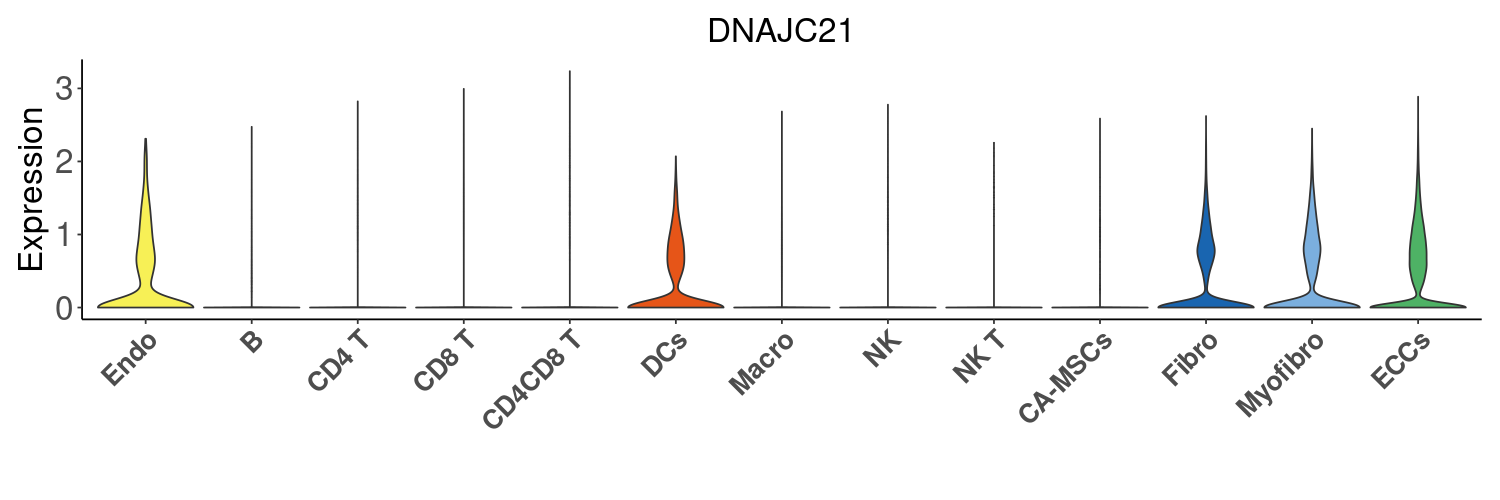 DNAJC21
Expression
3
2
1
0
Endo
B
CD4 T
CD8 T
CD4CD8 T
DCs
Macro
NK
NK T
CA-MSCs
Fibro
Myofibro
ECCs